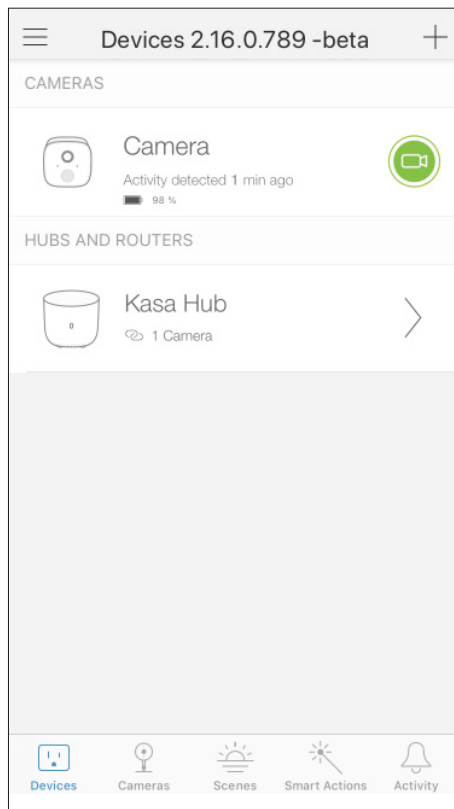 Devices 2.16.0.789 -beta
CAMERAS
Camera
Activity detected 1 min ago
98 %
HUBS AND ROUTERS
Kasa Hub
1 Camera
Devices Cameras Scenes Smart Actions Activity